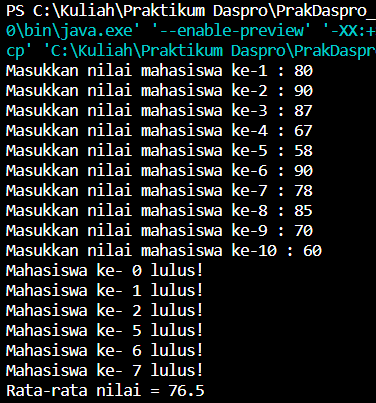 PS C:\Kuliah\Praktikum Daspro\PrakDaspro_
0\bin\java.exe' '--enable-preview' '-XX:+
cp' 'C:\Kuliah\Praktikum Daspro\PrakDaspr
Masukkan nilai mahasiswa ke-1 : 80
Masukkan nilai mahasiswa ke-2 : 90
Masukkan nilai mahasiswa ke-3 : 87
Masukkan nilai mahasiswa ke-4 : 67
Masukkan nilai mahasiswa ke-5 : 58
Masukkan nilai mahasiswa ke-6 : 90
Masukkan nilai mahasiswa ke-7 : 78
Masukkan nilai mahasiswa ke-8 : 85
Masukkan nilai mahasiswa ke-9 : 70
Masukkan nilai mahasiswa ke-10 : 60
Mahasiswa ke- 0 lulus!
Mahasiswa ke- 1 lulus!
Mahasiswa ke- 2 lulus!
Mahasiswa ke- 5 lulus!
Mahasiswa ke- 6 lulus!
Mahasiswa ke- 7 lulus!
Rata-rata nilai = 76.5